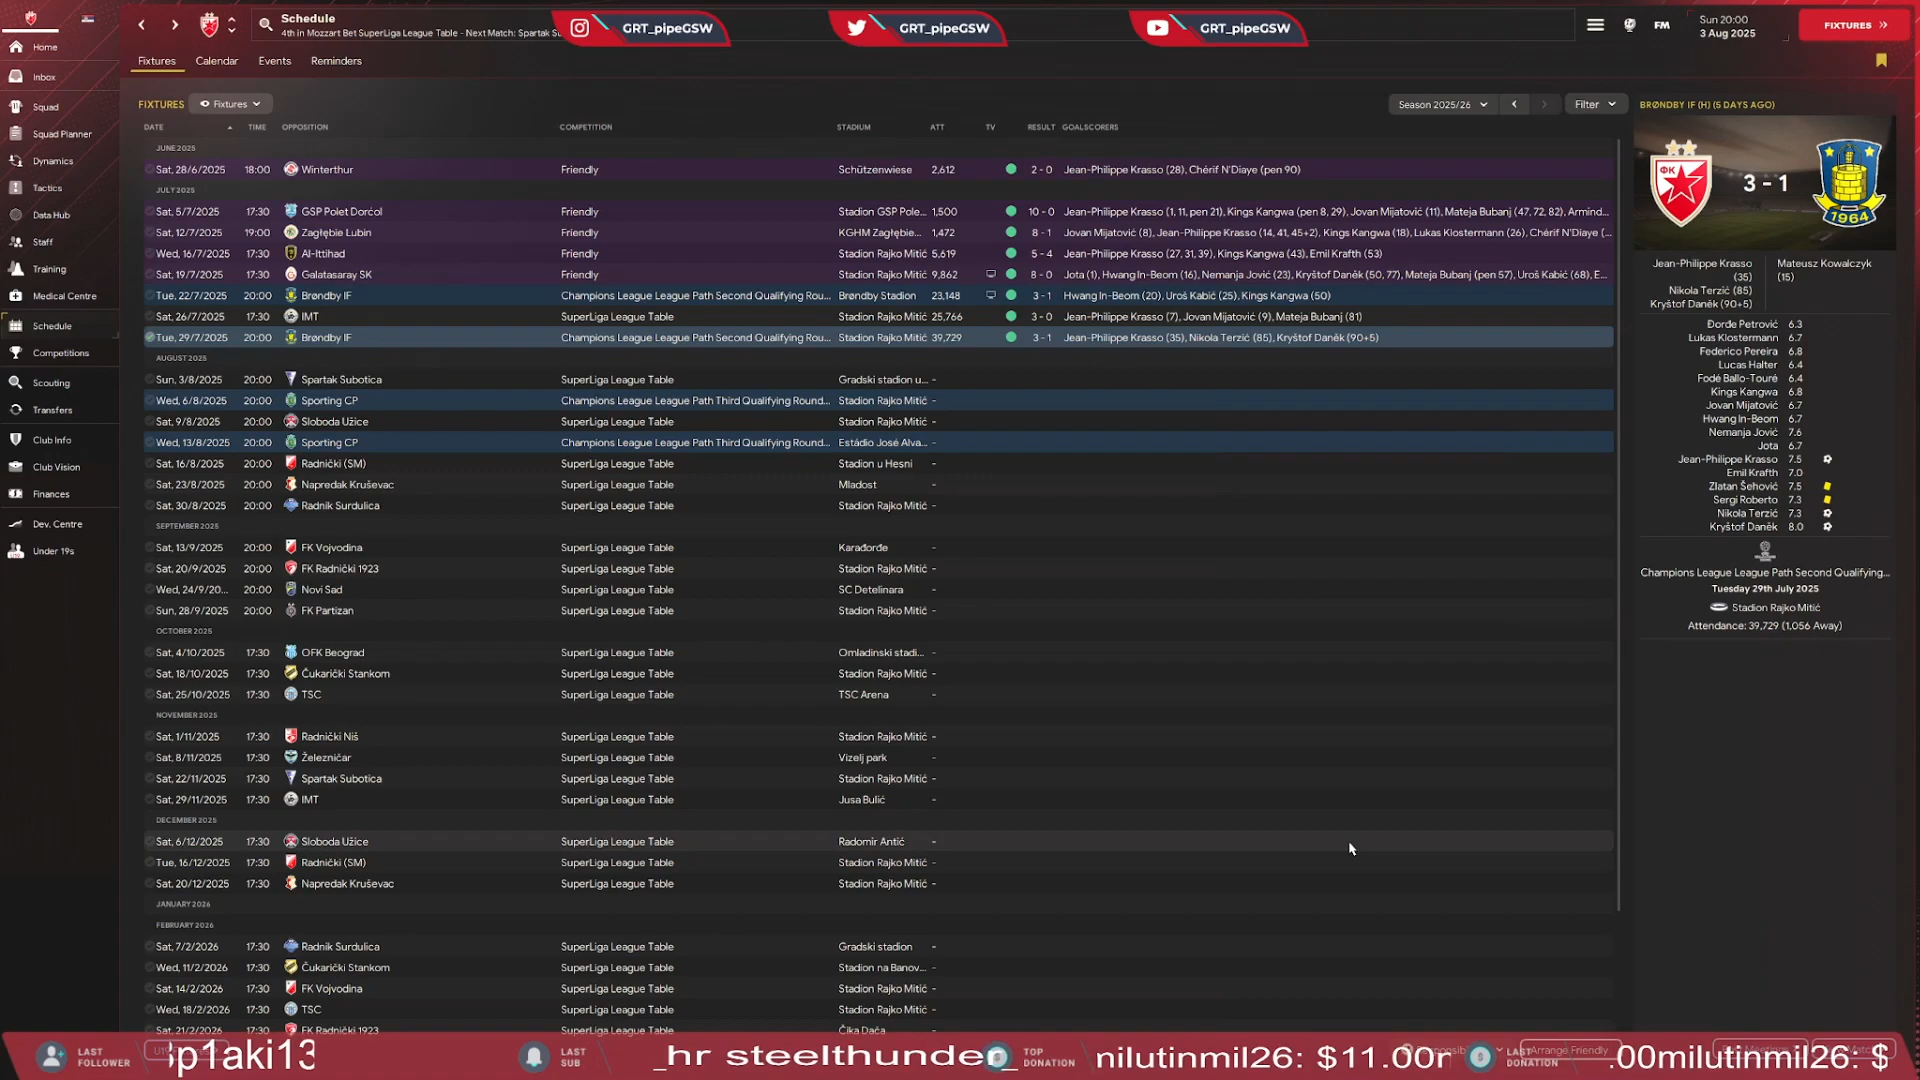 Schedule
4th in Mozzart Bet SuperLiga League Table - Next Match: Spartak Su
GRT_pipeGSW
GRT_pipeGSW
GRT_pipeGSW
FM
Sun 20:00
3 Aug 2025
FIXTURES
Home
Inbox
Squad
Squad Planner
Dynamics
Tactics
Data Hub
Staff
Training
Medical Centre
Schedule
Competitions
Scouting
Transfers
Club Info
Club Vision
Finances
Dev. Centre
Under 19s
Fixtures Calendar Events Reminders
FIXTURES Fixtures Season 2025/26 Filter
DATE TIME OPPOSITION COMPETITION STADIUM ATT TV RESULT GOALSCORERS
JUNE 2025
Sat, 28/6/2025 18:00 Winterthur Friendly Schützenwiese 2,612 2 - 0 Jean-Philippe Krasso (28), Chérif N'Diaye (pen 90)
JULY 2025
Sat, 5/7/2025 17:30 GSP Polet Dorćol Friendly Stadion GSP Pole... 1,500 10 - 0 Jean-Philippe Krasso (1, 11, pen 21), Kings Kangwa (pen 8, 29), Jovan Mijatović (11), Mateja Bubanj (47, 72, 82), Armind...
Sat, 12/7/2025 19:00 Zagłębie Lubin Friendly KGHM Zagłębie... 1,472 8 - 1 Jovan Mijatović (8), Jean-Philippe Krasso (14, 41, 45+2), Kings Kangwa (18), Lukas Klostermann (26), Chérif N'Diaye (...
Wed, 16/7/2025 17:30 Al-Ittihad Friendly Stadion Rajko Mitić 5,619 5 - 4 Jean-Philippe Krasso (27, 31, 39), Kings Kangwa (43), Emil Krafth (53)
Sat, 19/7/2025 17:30 Galatasaray SK Friendly Stadion Rajko Mitić 9,862 8 - 0 Jota (1), Hwang In-Beom (16), Nemanja Jović (23), Kryštof Daněk (50, 77), Mateja Bubanj (pen 57), Uroš Kabić (68), E...
Tue, 22/7/2025 20:00 Brøndby IF Champions League League Path Second Qualifying Rou... Brøndby Stadion 23,148 3 - 1 Hwang In-Beom (20), Uroš Kabić (25), Kings Kangwa (50)
Sat, 26/7/2025 17:30 IMT SuperLiga League Table Stadion Rajko Mitić 25,766 3 - 0 Jean-Philippe Krasso (7), Jovan Mijatović (9), Mateja Bubanj (81)
Tue, 29/7/2025 20:00 Brøndby IF Champions League League Path Second Qualifying Rou... Stadion Rajko Mitić 39,729 3 - 1 Jean-Philippe Krasso (35), Nikola Terzić (85), Kryštof Daněk (90+5)
AUGUST 2025
Sun, 3/8/2025 20:00 Spartak Subotica SuperLiga League Table Gradski stadion u... -
Wed, 6/8/2025 20:00 Sporting CP Champions League League Path Third Qualifying Round... Stadion Rajko Mitić -
Sat, 9/8/2025 20:00 Sloboda Užice SuperLiga League Table Stadion Rajko Mitić -
Wed, 13/8/2025 20:00 Sporting CP Champions League League Path Third Qualifying Round... Estádio José Alva... -
Sat, 16/8/2025 20:00 Radnički (SM) SuperLiga League Table Stadion u Hesni -
Sat, 23/8/2025 20:00 Napredak Kruševac SuperLiga League Table Mladost -
Sat, 30/8/2025 20:00 Radnik Surdulica SuperLiga League Table Stadion Rajko Mitić -
SEPTEMBER 2025
Sat, 13/9/2025 20:00 FK Vojvodina SuperLiga League Table Karađorđe -
Sat, 20/9/2025 20:00 FK Radnički 1923 SuperLiga League Table Stadion Rajko Mitić -
Wed, 24/9/20... 20:00 Novi Sad SuperLiga League Table SC Detelinara -
Sun, 28/9/2025 20:00 FK Partizan SuperLiga League Table Stadion Rajko Mitić -
OCTOBER 2025
Sat, 4/10/2025 17:30 OFK Beograd SuperLiga League Table Omladinski stadi... -
Sat, 18/10/2025 17:30 Čukarički Stankom SuperLiga League Table Stadion Rajko Mitić -
Sat, 25/10/2025 17:30 TSC SuperLiga League Table TSC Arena -
NOVEMBER 2025
Sat, 1/11/2025 17:30 Radnički Niš SuperLiga League Table Stadion Rajko Mitić -
Sat, 8/11/2025 17:30 Železničar SuperLiga League Table Vizelj park -
Sat, 22/11/2025 17:30 Spartak Subotica SuperLiga League Table Stadion Rajko Mitić -
Sat, 29/11/2025 17:30 IMT SuperLiga League Table Jusa Bulić -
DECEMBER 2025
Sat, 6/12/2025 17:30 Sloboda Užice SuperLiga League Table Radomir Antić -
Tue, 16/12/2025 17:30 Radnički (SM) SuperLiga League Table Stadion Rajko Mitić -
Sat, 20/12/2025 17:30 Napredak Kruševac SuperLiga League Table Stadion Rajko Mitić -
JANUARY 2026
FEBRUARY 2026
Sat, 7/2/2026 17:30 Radnik Surdulica SuperLiga League Table Gradski stadion -
Wed, 11/2/2026 17:30 Čukarički Stankom SuperLiga League Table Stadion na Banov... -
Sat, 14/2/2026 17:30 FK Vojvodina SuperLiga League Table Stadion Rajko Mitić -
Wed, 18/2/2026 17:30 TSC SuperLiga League Table Stadion Rajko Mitić -
Sat, 21/2/2026 17:30 FK Radnički 1923 SuperLiga League Table Čika Dača -
BRØNDBY IF (H) (5 DAYS AGO)
ФК
3 - 1
1964
Jean-Philippe Krasso (35)
Nikola Terzić (85)
Kryštof Daněk (90+5)
Mateusz Kowalczyk (15)
Đorđe Petrović 6.3
Lukas Klostermann 6.7
Federico Pereira 6.8
Lucas Halter 6.4
Fodé Ballo-Touré 6.4
Kings Kangwa 6.8
Jovan Mijatović 6.7
Hwang In-Beom 6.7
Nemanja Jović 7.6
Jota 6.7
Jean-Philippe Krasso 7.5
Emil Krafth 7.0
Zlatan Šehović 7.5
Sergi Roberto 7.3
Nikola Terzić 7.3
Kryštof Daněk 8.0
Champions League League Path Second Qualifying...
Tuesday 29th July 2025
Stadion Rajko Mitić
Attendance: 39,729 (1,056 Away)
LAST FOLLOWER p1aki13
LAST SUB _hr steelthunder_
TOP DONATION nilutinmil26: $11.00
Arrange Friendly
LAST DONATION .00milutinmil26: $